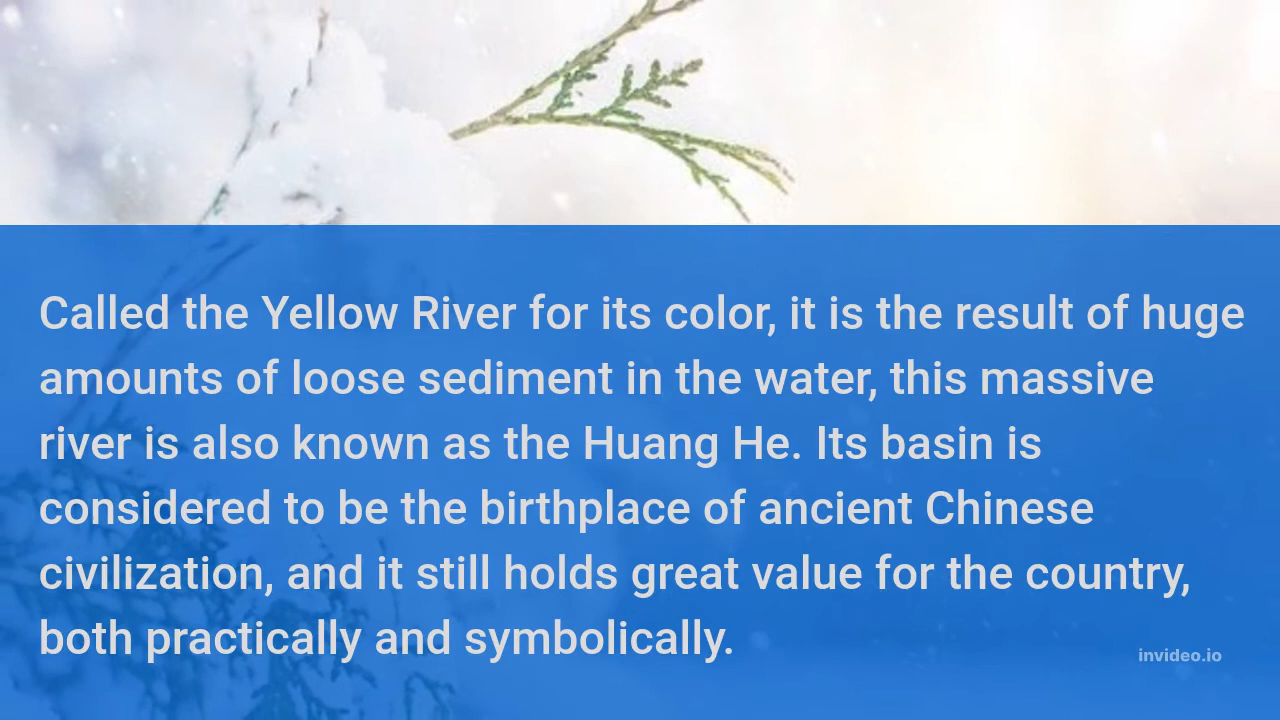 Called the Yellow River for its color, it is the result of huge
amounts of loose sediment in the water, this massive
river is also known as the Huang He. Its basin is
considered to be the birthplace of ancient Chinese
civilization, and it still holds great value for the country,
both practically and symbolically.
invideo.io